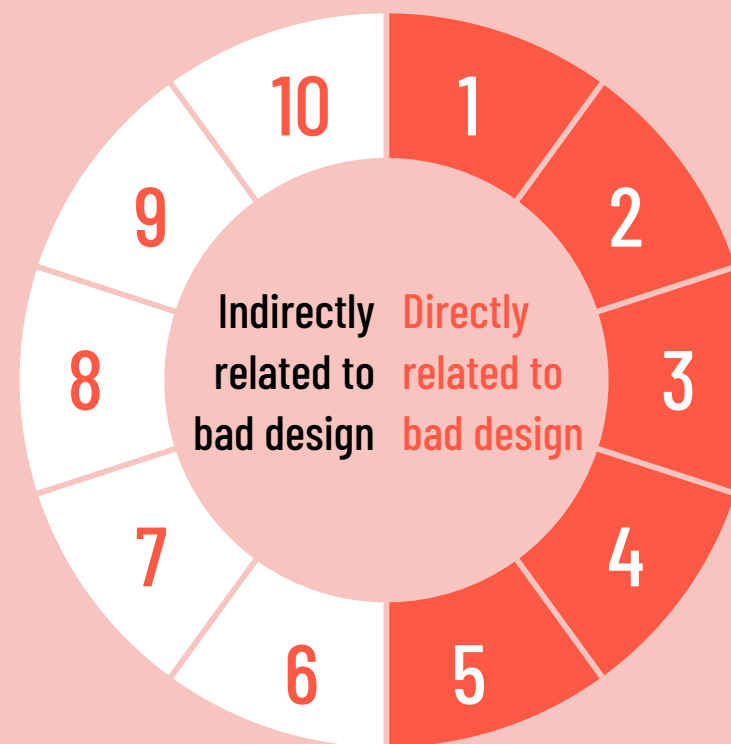 10
1
9
2
Indirectly
related to
bad design
Directly
related to
bad design
8
3
7
4
6
5